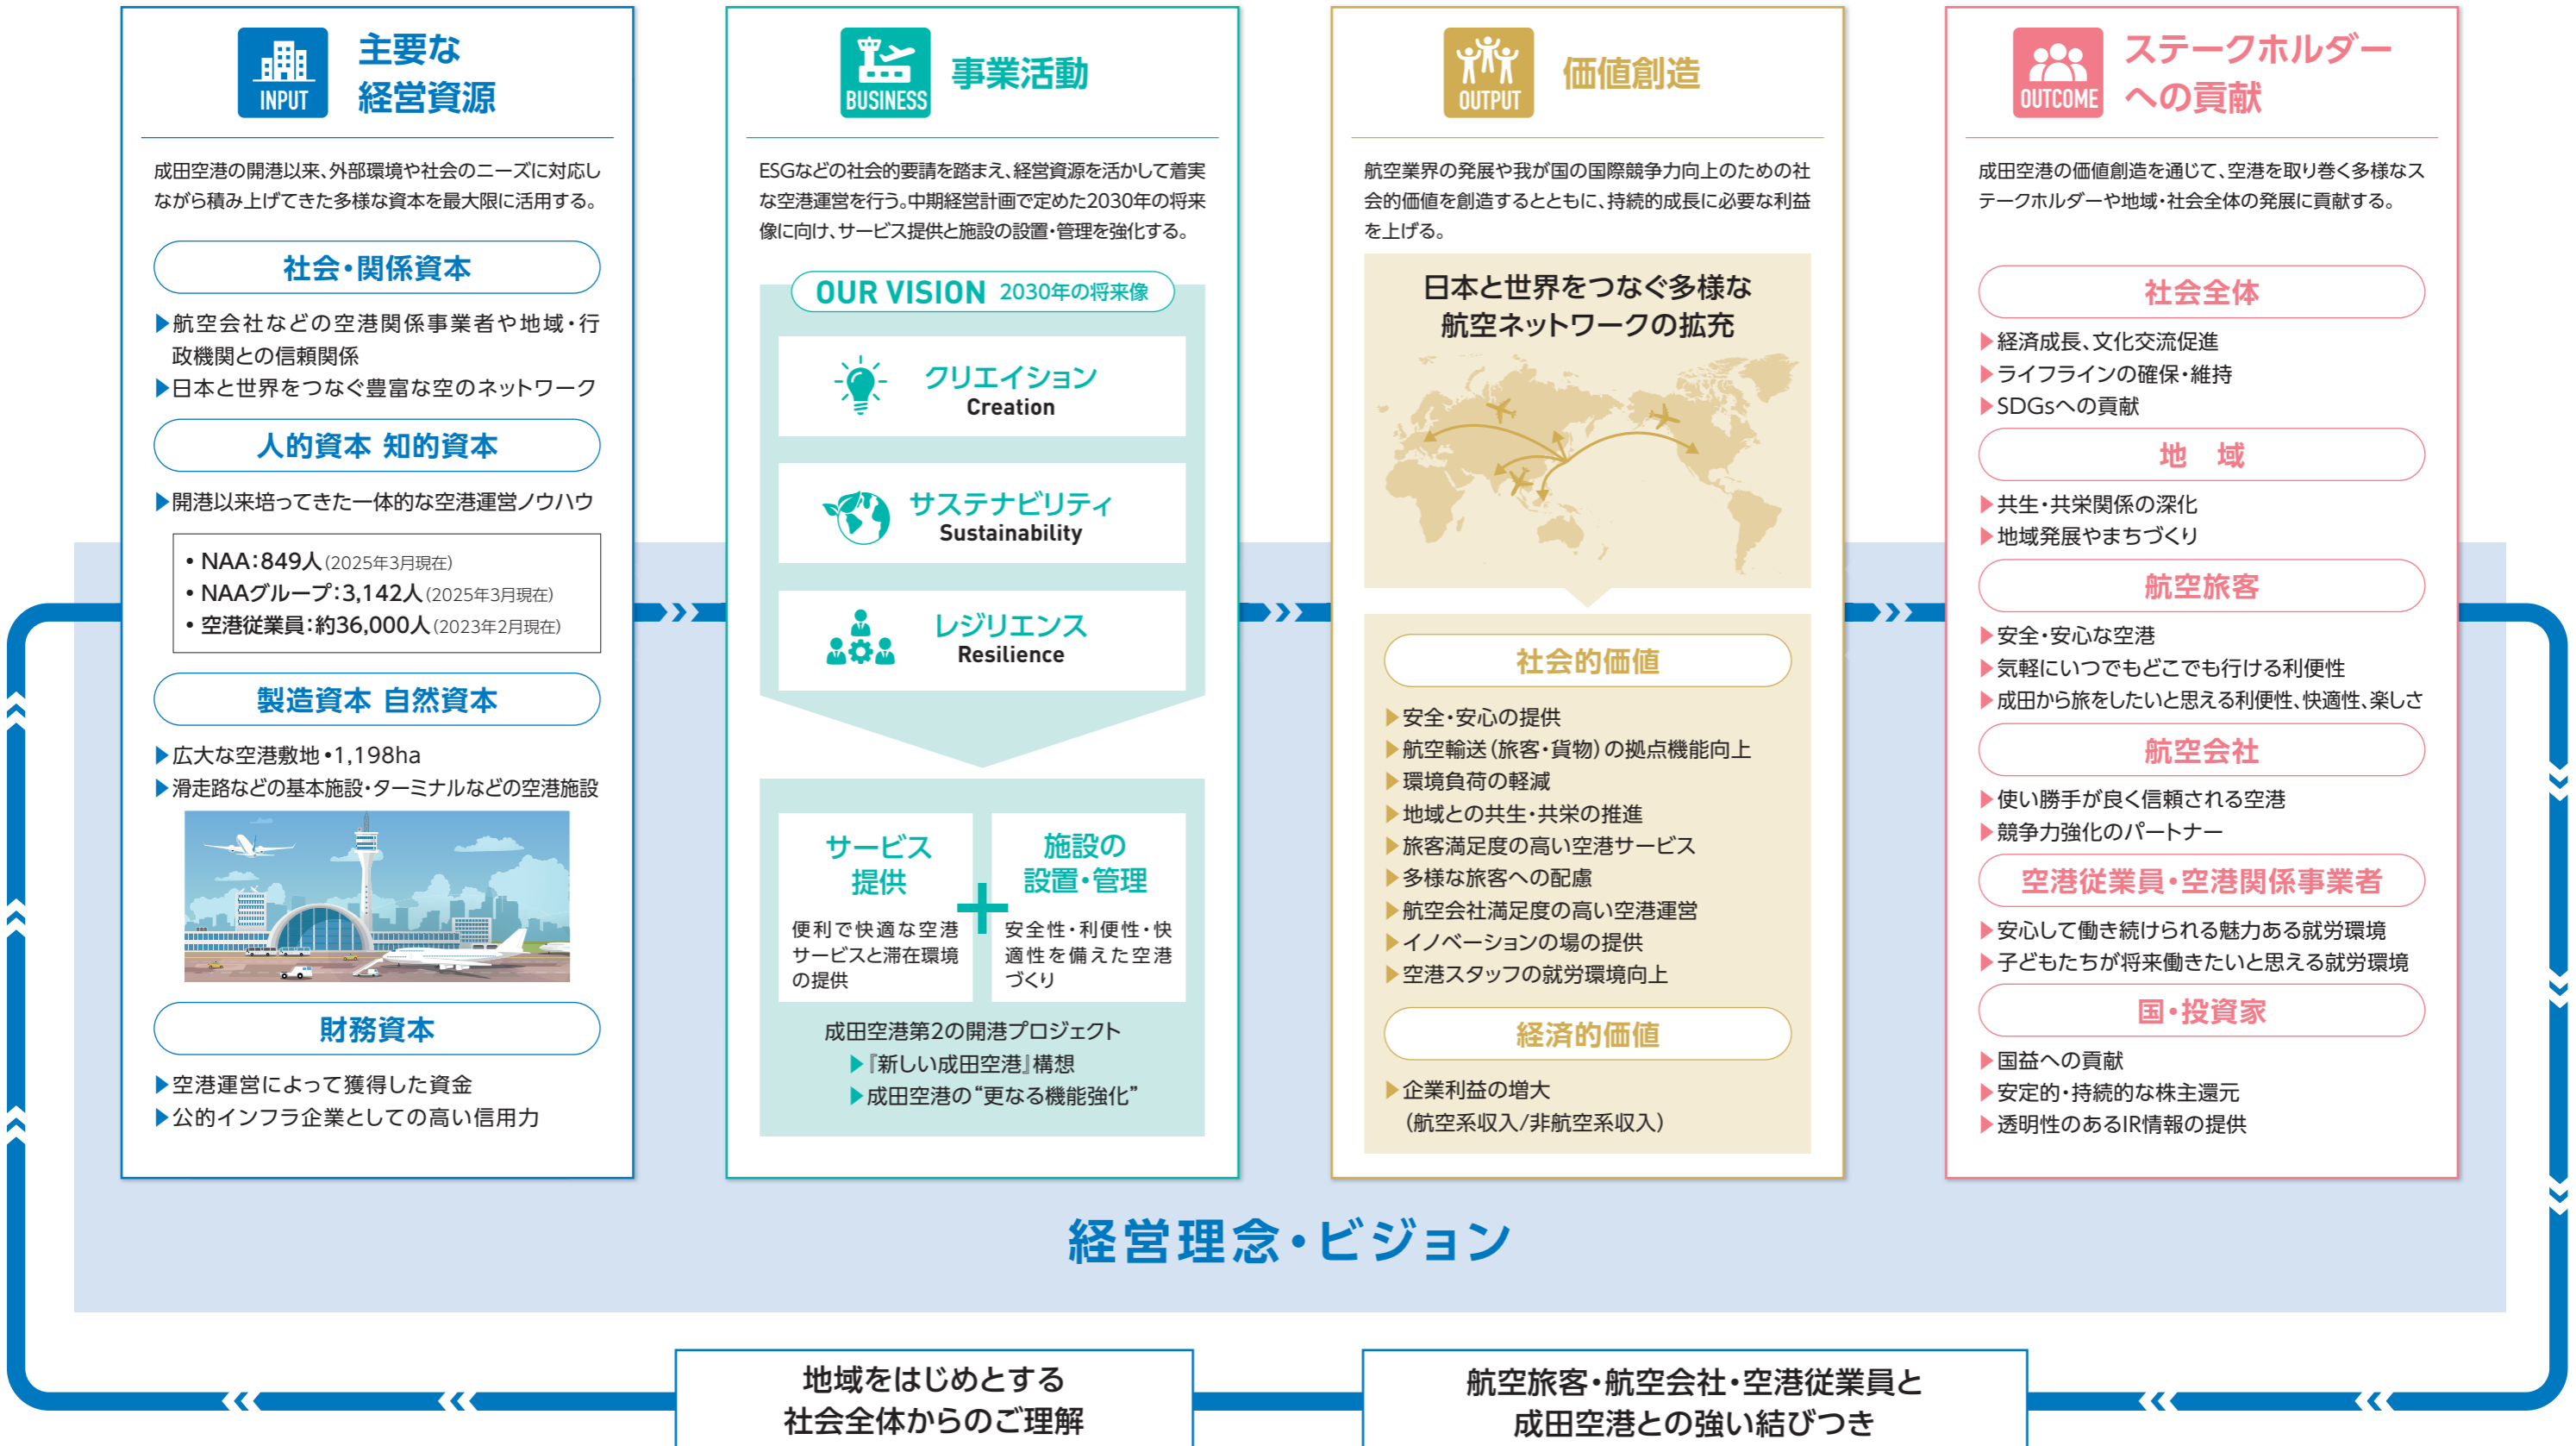 INPUT
主要な
経営資源
成田空港の開港以来、外部環境や社会のニーズに対応し
ながら積み上げてきた多様な資本を最大限に活用する。
社会・関係資本
▶航空会社などの空港関係事業者や地域・行
政機関との信頼関係
▶日本と世界をつなぐ豊富な空のネットワーク
人的資本 知的資本
▶開港以来培ってきた一体的な空港運営ノウハウ
• NAA：849人（2025年3月現在）
• NAAグループ：3,142人（2025年3月現在）
• 空港従業員：約36,000人（2023年2月現在）
製造資本 自然資本
▶広大な空港敷地・1,198ha
▶滑走路などの基本施設・ターミナルなどの空港施設
財務資本
▶空港運営によって獲得した資金
▶公的インフラ企業としての高い信用力
BUSINESS
事業活動
ESGなどの社会的要請を踏まえ、経営資源を活かして着実
な空港運営を行う。中期経営計画で定めた2030年の将来
像に向け、サービス提供と施設の設置・管理を強化する。
OUR VISION 2030年の将来像
クリエイション
Creation
サステナビリティ
Sustainability
レジリエンス
Resilience
サービス
提供
便利で快適な空港
サービスと滞在環境
の提供
施設の
設置・管理
安全性・利便性・快
適性を備えた空港
づくり
成田空港第2の開港プロジェクト
▶『新しい成田空港』構想
▶成田空港の“更なる機能強化”
OUTPUT
価値創造
航空業界の発展や我が国の国際競争力向上のための社
会的価値を創造するとともに、持続的成長に必要な利益
を上げる。
日本と世界をつなぐ多様な
航空ネットワークの拡充
社会的価値
▶安全・安心の提供
▶航空輸送（旅客・貨物）の拠点機能向上
▶環境負荷の軽減
▶地域との共生・共栄の推進
▶旅客満足度の高い空港サービス
▶多様な旅客への配慮
▶航空会社満足度の高い空港運営
▶イノベーションの場の提供
▶空港スタッフの就労環境向上
経済的価値
▶企業利益の増大
（航空系収入/非航空系収入）
OUTCOME
ステークホルダー
への貢献
成田空港の価値創造を通じて、空港を取り巻く多様なス
テークホルダーや地域・社会全体の発展に貢献する。
社会全体
▶経済成長、文化交流促進
▶ライフラインの確保・維持
▶SDGsへの貢献
地 域
▶共生・共栄関係の深化
▶地域発展やまちづくり
航空旅客
▶安全・安心な空港
▶気軽にいつでもどこでも行ける利便性
▶成田から旅をしたいと思える利便性、快適性、楽しさ
航空会社
▶使い勝手が良く信頼される空港
▶競争力強化のパートナー
空港従業員・空港関係事業者
▶安心して働き続けられる魅力ある就労環境
▶子どもたちが将来働きたいと思える就労環境
国・投資家
▶国益への貢献
▶安定的・持続的な株主還元
▶透明性のあるIR情報の提供
経営理念・ビジョン
地域をはじめとする
社会全体からのご理解
航空旅客・航空会社・空港従業員と
成田空港との強い結びつき